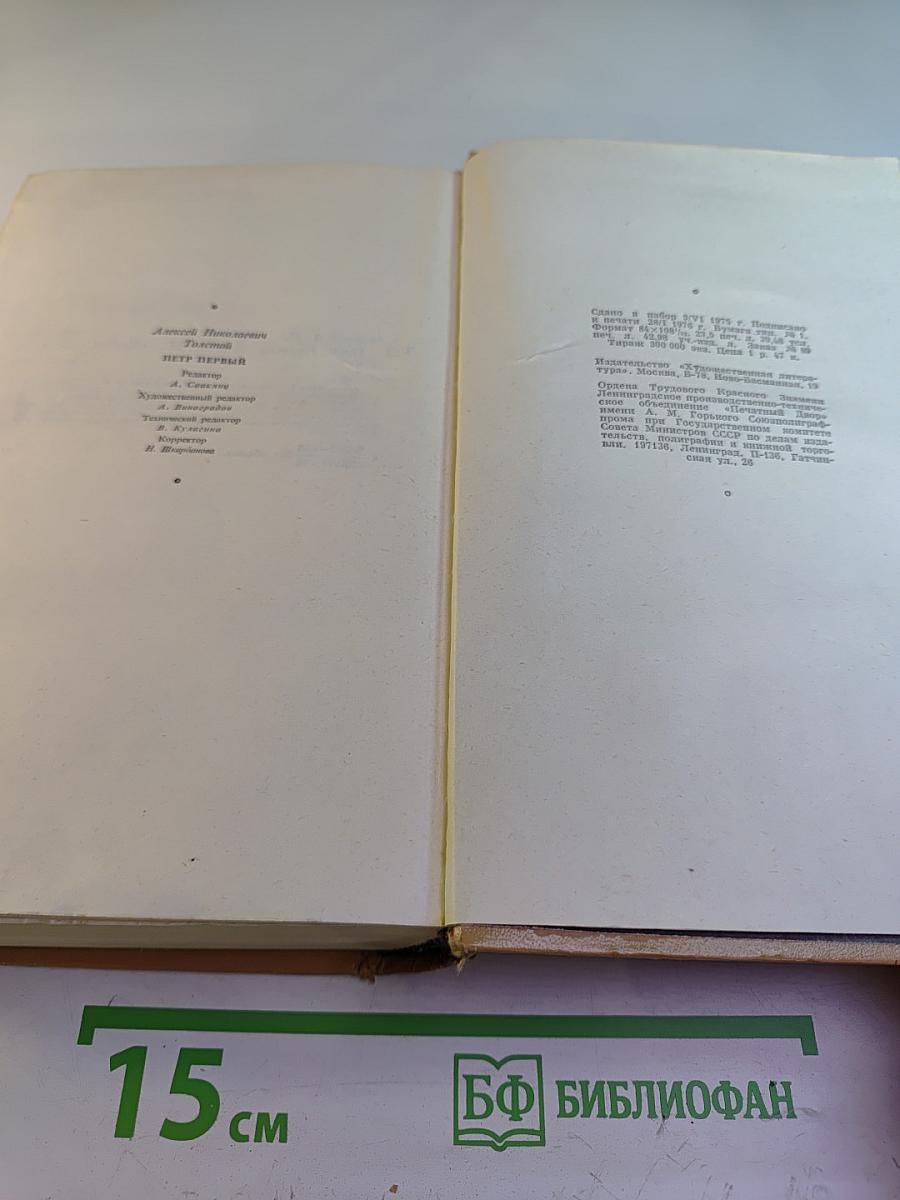 Алексей Николаевич
Толстой
ПЕТР ПЕРВЫЙ
Редактор
А.
Художественный редактор
А. Виноградов
Технический редактор
В. Кулагина
Корректор
Н. Шкарбанова
Сдано в набор 9/VI 1975 г. Подписано
к печати 28/I 1976 г. Бумага тип. № 1.
Формат 84×108¹/₃₂. 23,5 печ. л. 39,48 усл.
печ. л. 42,98 уч.-изд. л. Заказ № 89
Тираж 300 000 экз. Цена 1 р. 47 к.
Издательство «Художественная литера-
тура». Москва, Б-78, Ново-Басманная, 19
Ордена Трудового Красного Знамени
Ленинградское производственно-техниче-
ское объединение «Печатный Двор»
имени А. М. Горького Союзполиграф-
прома при Государственном комитете
Совета Министров СССР по делам изда-
тельств, полиграфии и книжной торго-
вли. 197136, Ленинград, П-136, Гатчин-
ская ул., 26
15 см
БФ БИБЛИОФАН